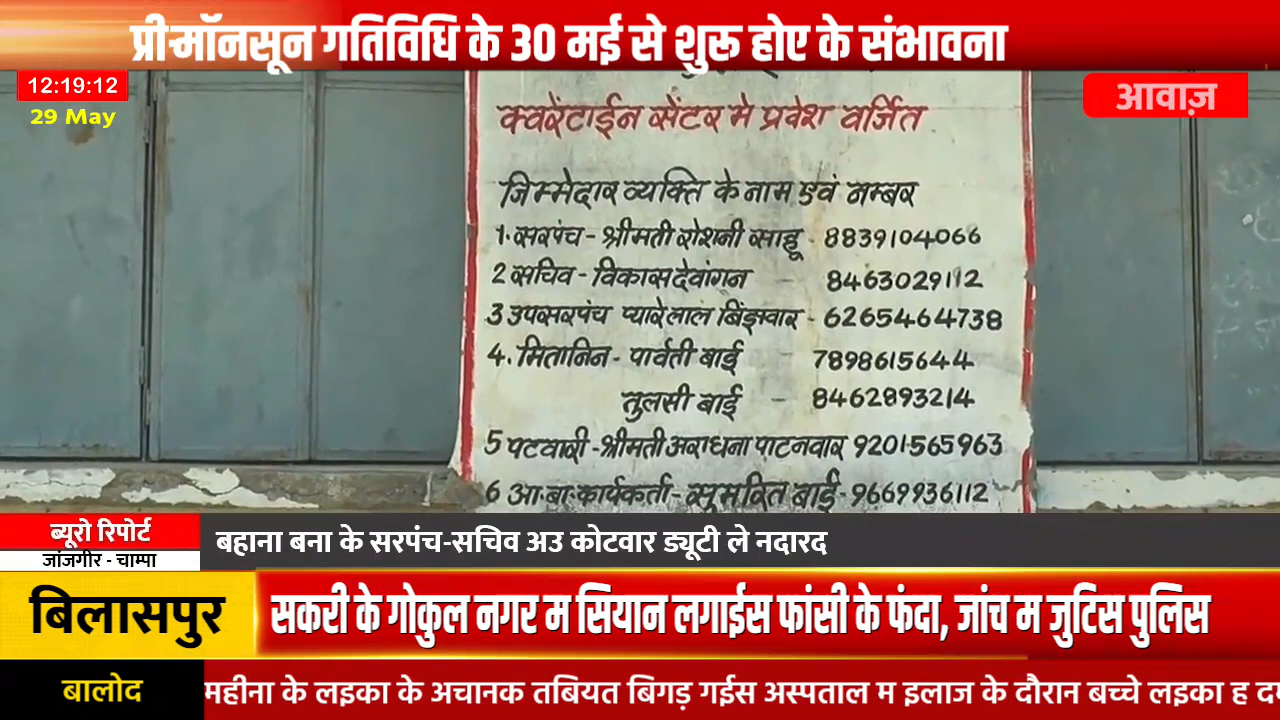 प्री-मॉनसून गतिविधि के 30 मई से शुरू होए के संभावना
12:19:12
29 May
आवाज़
क्वरेंटाईन सेंटर मे प्रवेश वर्जित
जिम्मेदार व्यक्ति के नाम एवं नम्बर
1. सरपंच - श्रीमती रोशनी साहू - 8839104066
2 सचिव - विकास देवांगन 8463029112
3 उपसरपंच प्यारेलाल बिंझवार - 6265464738
4. मितानिन - पार्वती बाई 7898615644
तुलसी बाई - 8462893214
5 पटवारी - श्रीमती अराधना पाटनवार 9201565963
6 आ.बा. कार्यकर्ता - सुमरित बाई - 9669936112
ब्यूरो रिपोर्ट
जांजगीर - चाम्पा
बहाना बना के सरपंच-सचिव अउ कोटवार ड्यूटी ले नदारद
बिलासपुर
सकरी के गोकुल नगर म सियान लगाईस फांसी के फंदा, जांच म जुटिस पुलिस
बालोद
महीना के लइका के अचानक तबियत बिगड़ गईस अस्पताल म इलाज के दौरान बच्चे लइका ह